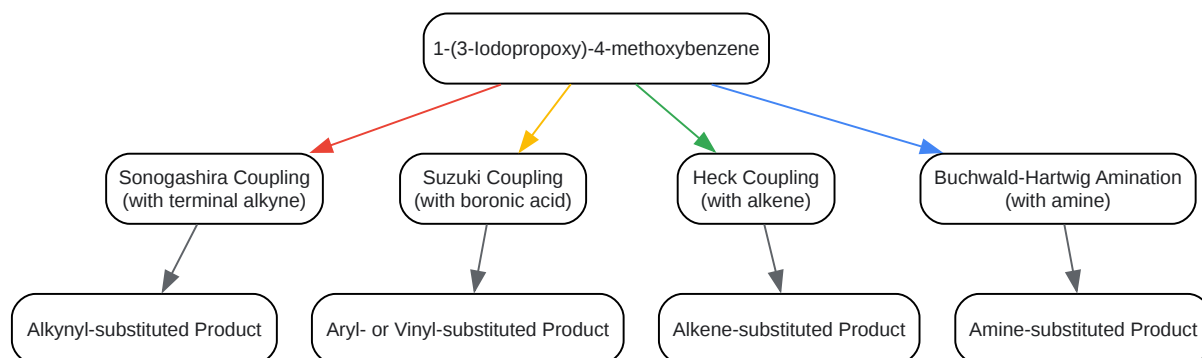 1-(3-Iodopropoxy)-4-methoxybenzene
Sonogashira Coupling
(with terminal alkyne)
Suzuki Coupling
(with boronic acid)
Heck Coupling
(with alkene)
Buchwald-Hartwig Amination
(with amine)
Alkynyl-substituted Product
Aryl- or Vinyl-substituted Product
Alkene-substituted Product
Amine-substituted Product